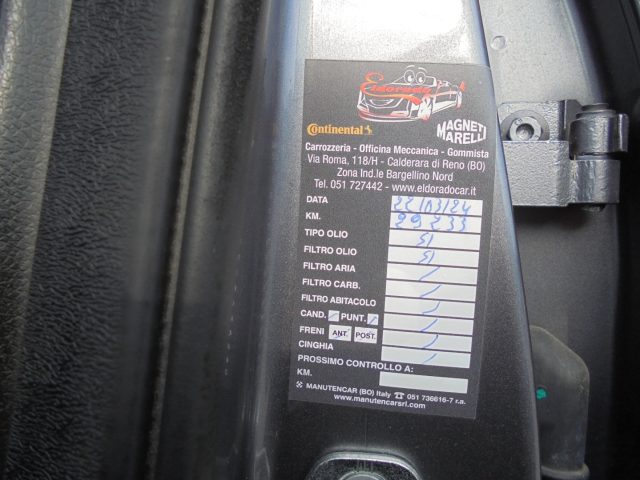 Eldorado
Continental MAGNETI MARELLI
Carrozzeria - Officina Meccanica - Gommista
Via Roma, 118/H - Calderara di Reno (BO)
Zona Ind.le Bargellino Nord
Tel. 051 727442 - www.eldoradocar.it
DATA 22/03/24
KM. 29233
TIPO OLIO SI
FILTRO OLIO SI
FILTRO ARIA /
FILTRO CARB. /
FILTRO ABITACOLO /
CAND. / PUNT. / /
FRENI ANT. POST. /
CINGHIA /
PROSSIMO CONTROLLO A:
KM.
MANUTENCAR (BO) Italy ☎ 051 736616-7 r.a.
www.manutencarsrl.com